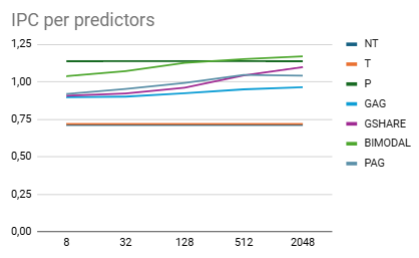 IPC per predictors
1,25
1,00
0,75
0,50
0,25
0,00
8 32 128 512 2048
NT
T
P
GAG
GSHARE
BIMODAL
PAG